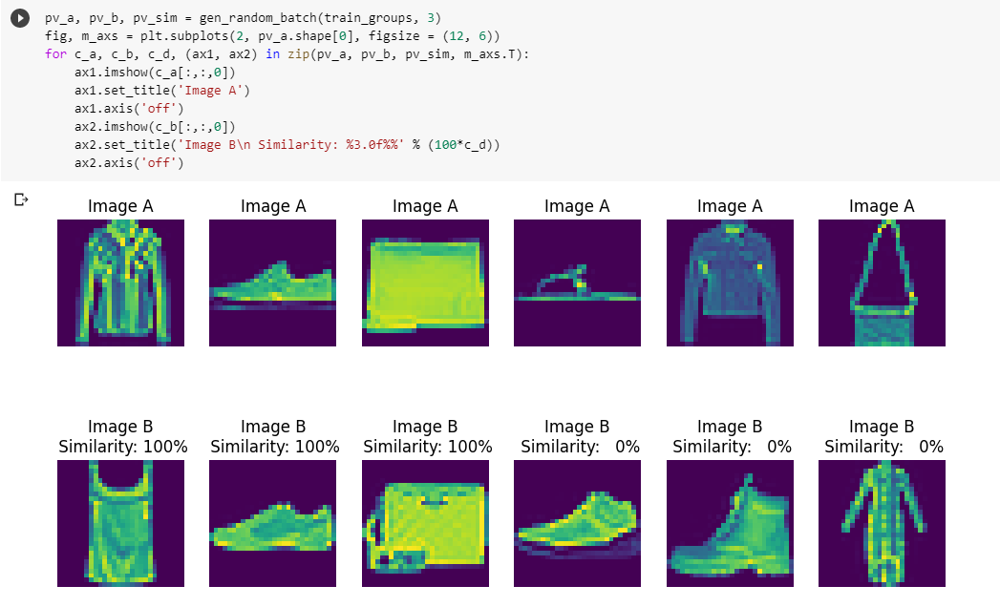 pv_a, pv_b, pv_sim = gen_random_batch(train_groups, 3)
fig, m_axs = plt.subplots(2, pv_a.shape[0], figsize = (12, 6))
for c_a, c_b, c_d, (ax1, ax2) in zip(pv_a, pv_b, pv_sim, m_axs.T):
    ax1.imshow(c_a[:,:,0])
    ax1.set_title('Image A')
    ax1.axis('off')
    ax2.imshow(c_b[:,:,0])
    ax2.set_title('Image B\n Similarity: %3.0f%%' % (100*c_d))
    ax2.axis('off')
Image A Image A Image A Image A Image A Image A
Image B Image B Image B Image B Image B Image B
Similarity: 100% Similarity: 100% Similarity: 100% Similarity:   0% Similarity:   0% Similarity:   0%